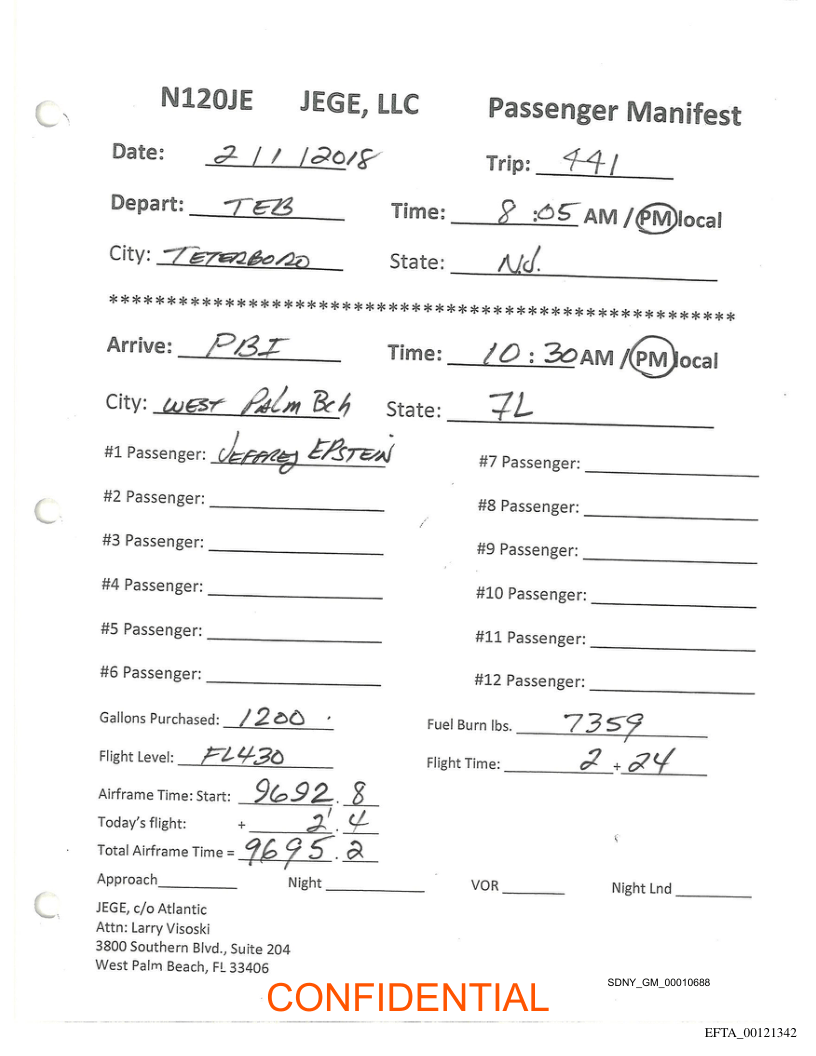 N120JE JEGE, LLC Passenger Manifest
Date: 2 / 1 / 2018 Trip: 441
Depart: TEB Time: 8 :05 AM / PM local
City: TETERBORO State: N.J.
******************************************************
Arrive: PBI Time: 10 : 30 AM / PM local
City: WEST PALM BCH State: FL
#1 Passenger: JEFFREY EPSTEIN #7 Passenger:
#2 Passenger: #8 Passenger:
#3 Passenger: #9 Passenger:
#4 Passenger: #10 Passenger:
#5 Passenger: #11 Passenger:
#6 Passenger: #12 Passenger:
Gallons Purchased: 1200 Fuel Burn lbs. 7359
Flight Level: FL430 Flight Time: 2 + 24
Airframe Time: Start: 9692 . 8
Today's flight: + 2 . 4
Total Airframe Time = 9695 . 2
Approach Night VOR Night Lnd
JEGE, c/o Atlantic
Attn: Larry Visoski
3800 Southern Blvd., Suite 204
West Palm Beach, FL 33406
SDNY_GM_00010688
CONFIDENTIAL
EFTA_00121342